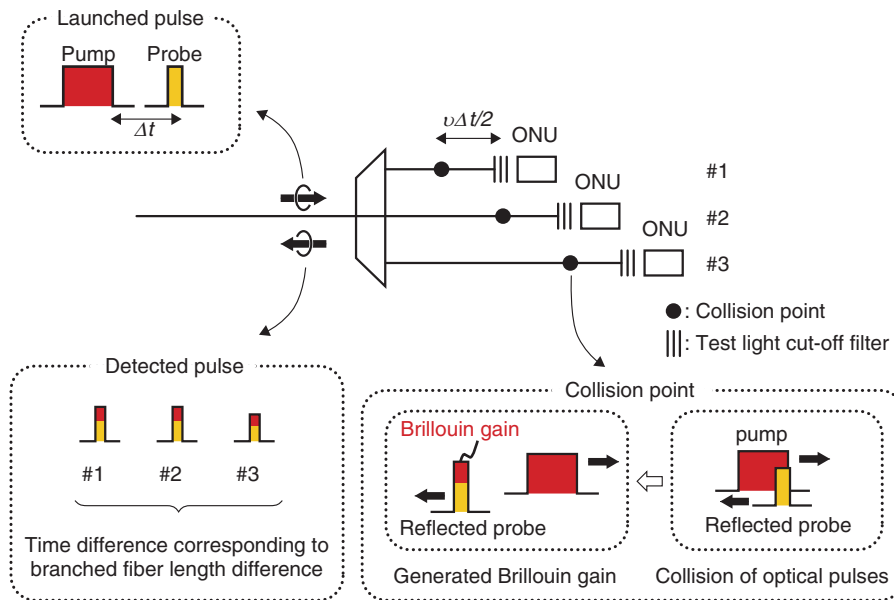 Launched pulse
Pump
Probe
Δt
υΔt/2
ONU
#1
ONU
#2
ONU
#3
: Collision point
: Test light cut-off filter
Detected pulse
#1
#2
#3
Time difference corresponding to
branched fiber length difference
Collision point
Brillouin gain
Reflected probe
pump
Reflected probe
Generated Brillouin gain
Collision of optical pulses